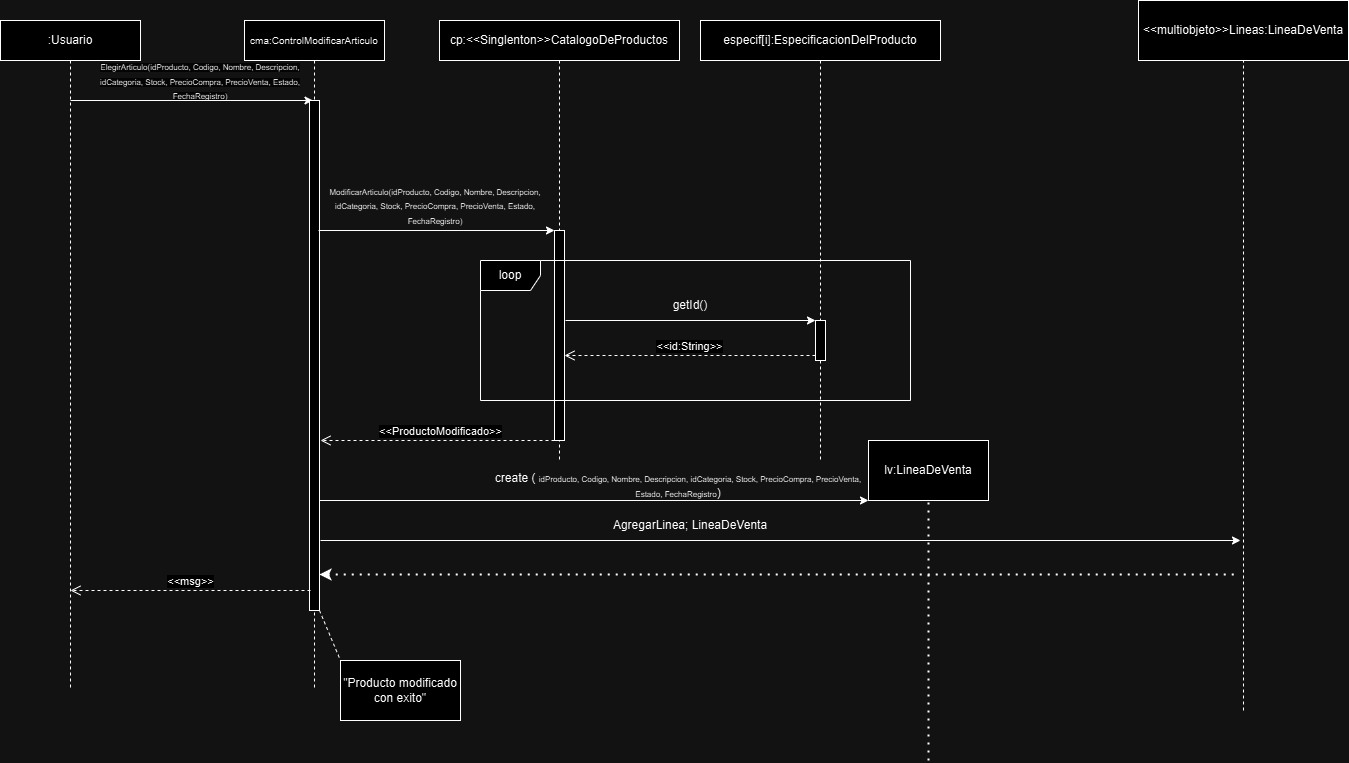 :Usuario
cma:ControlModificarArticulo
cp:<<Singlenton>>CatalogoDeProductos
especif[i]:EspecificacionDelProducto
<<multiobjeto>>Lineas:LineaDeVenta
ElegirArticulo(idProducto, Codigo, Nombre, Descripcion,
idCategoria, Stock, PrecioCompra, PrecioVenta, Estado,
FechaRegistro)
ModificarArticulo(idProducto, Codigo, Nombre, Descripcion,
idCategoria, Stock, PrecioCompra, PrecioVenta, Estado,
FechaRegistro)
loop
getId()
<<id:String>>
<<ProductoModificado>>
lv:LineaDeVenta
create ( idProducto, Codigo, Nombre, Descripcion, idCategoria, Stock, PrecioCompra, PrecioVenta,
Estado, FechaRegistro)
AgregarLinea; LineaDeVenta
<<msg>>
"Producto modificado
con exito"